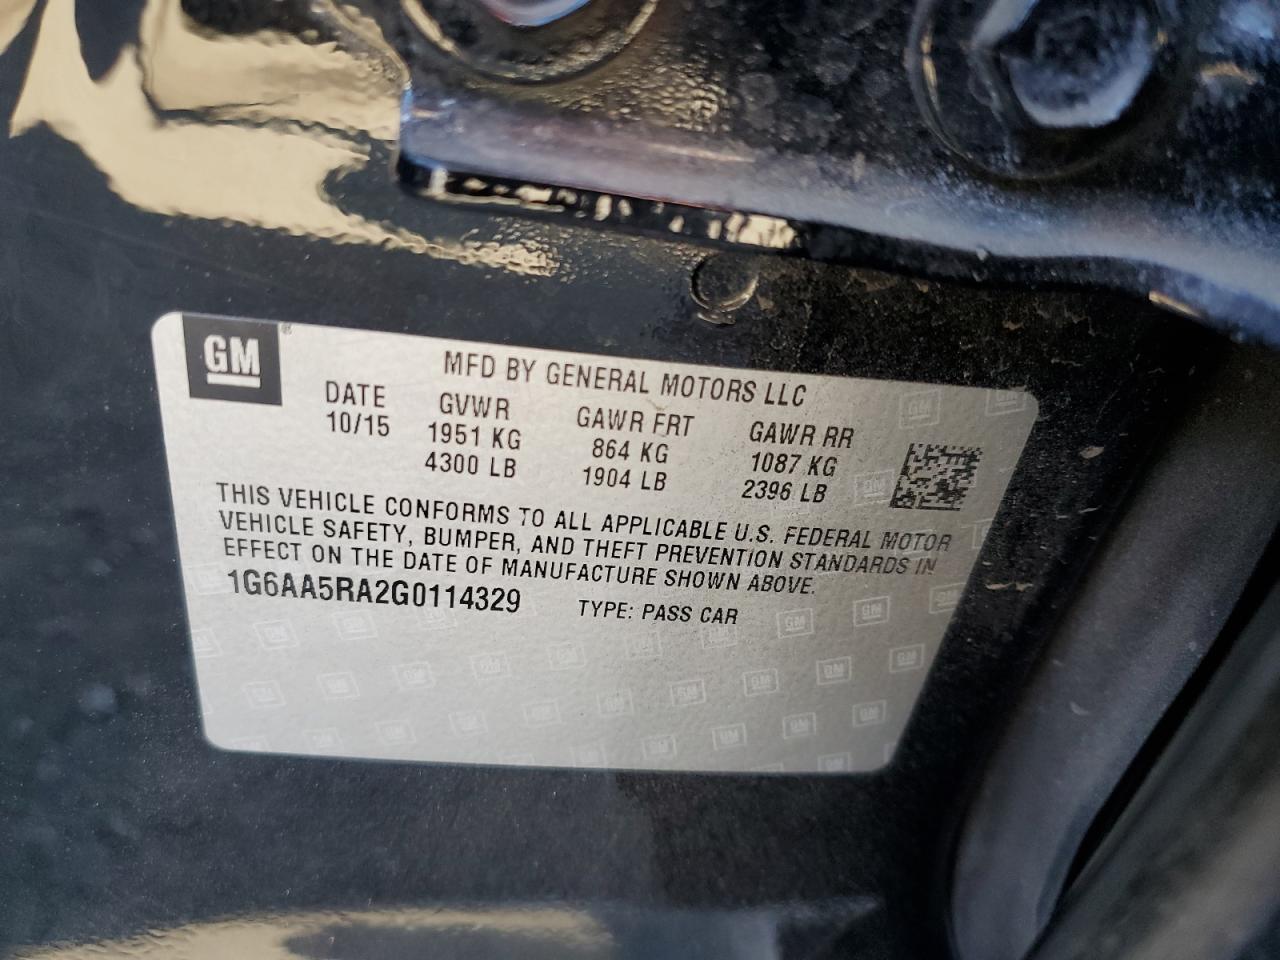 GM
MFD BY GENERAL MOTORS LLC
DATE GVWR GAWR FRT GAWR RR
10/15 1951 KG 864 KG 1087 KG
4300 LB 1904 LB 2396 LB
THIS VEHICLE CONFORMS TO ALL APPLICABLE U.S. FEDERAL MOTOR
VEHICLE SAFETY, BUMPER, AND THEFT PREVENTION STANDARDS IN
EFFECT ON THE DATE OF MANUFACTURE SHOWN ABOVE.
1G6AA5RA2G0114329 TYPE: PASS CAR